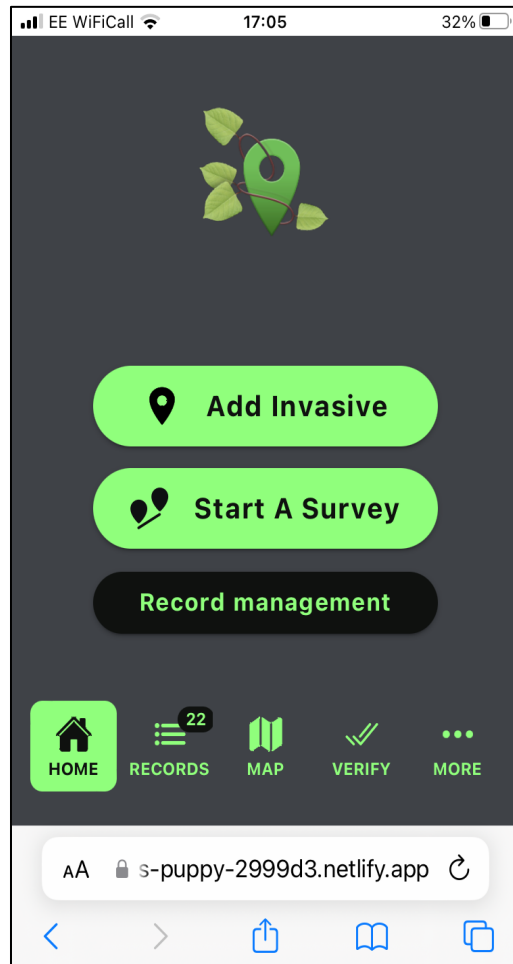 EE WiFiCall 17:05 32%
Add Invasive
Start A Survey
Record management
22
HOME RECORDS MAP VERIFY MORE
AA s-puppy-2999d3.netlify.app